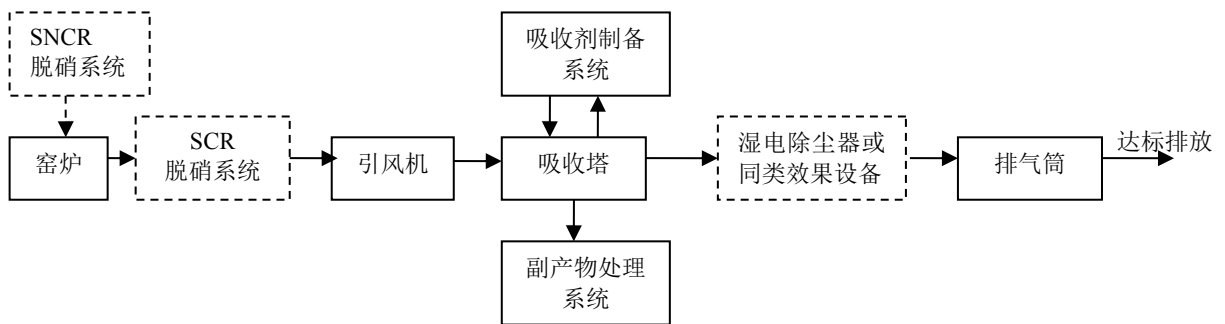 SNCR
脱硝系统
吸收剂制备
系统
窑炉
SCR
脱硝系统
引风机
吸收塔
湿电除尘器或
同类效果设备
排气筒
达标排放
副产物处理
系统